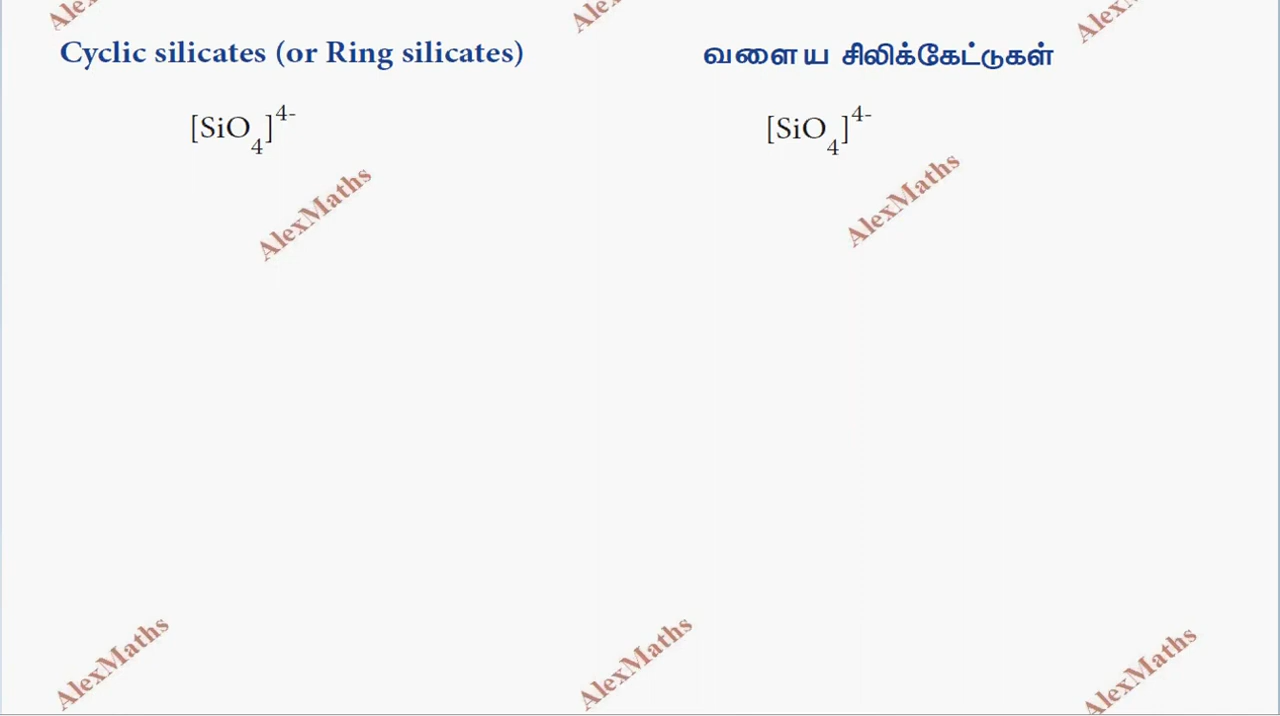 Cyclic silicates (or Ring silicates)
[SiO4]4-
வளைய சிலிக்கேட்டுகள்
[SiO4]4-
AlexMaths
AlexMaths
AlexMaths
AlexMaths
AlexMaths